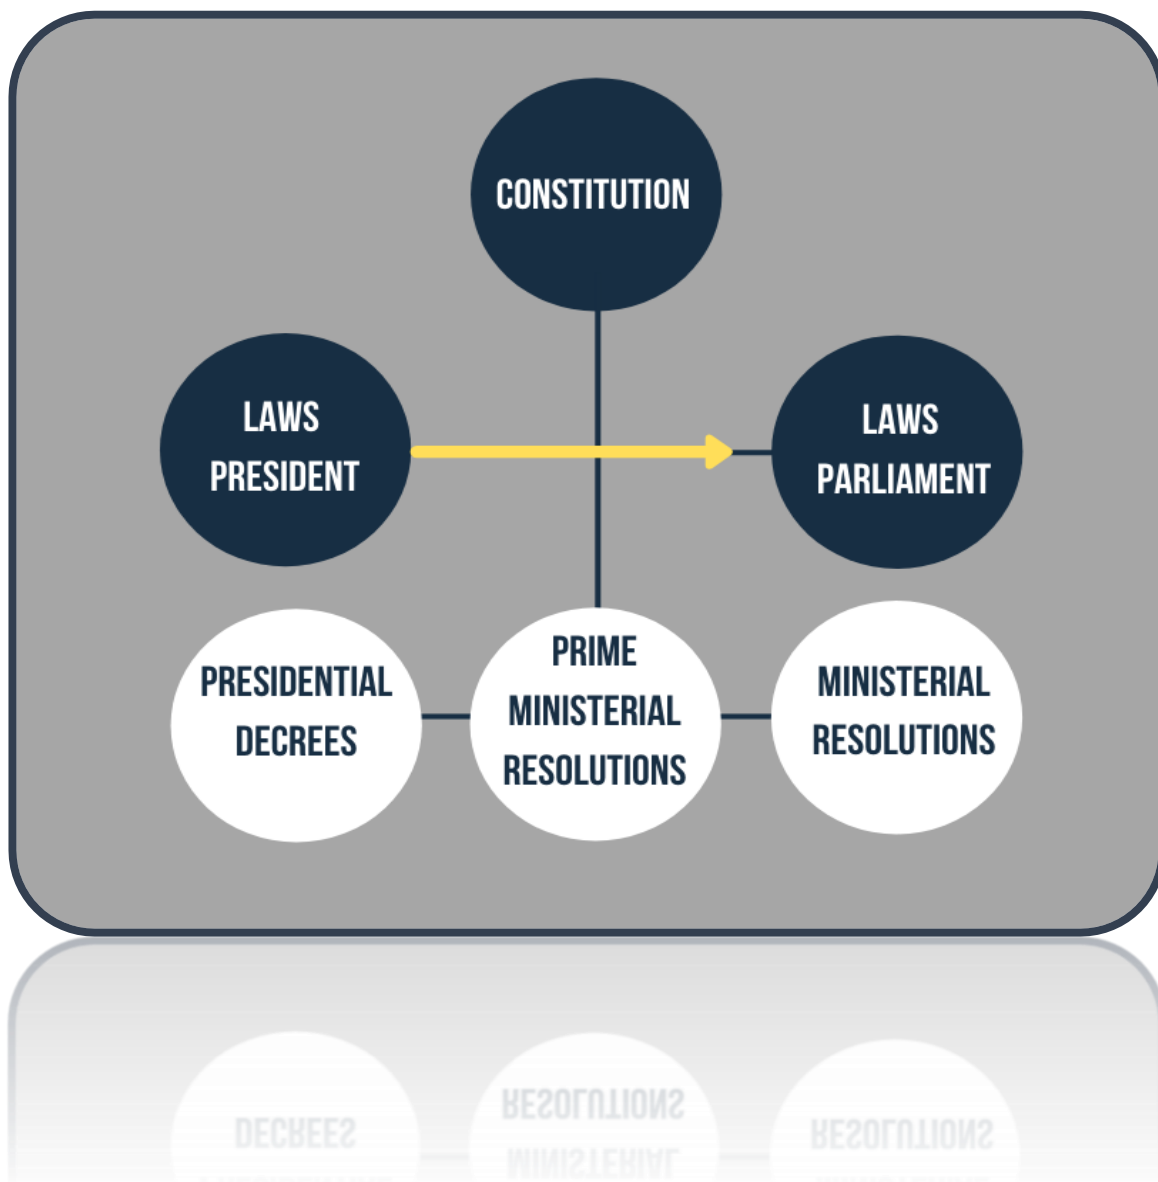 CONSTITUTION
LAWS
PRESIDENT
LAWS
PARLIAMENT
PRESIDENTIAL
DECREES
PRIME
MINISTERIAL
RESOLUTIONS
MINISTERIAL
RESOLUTIONS